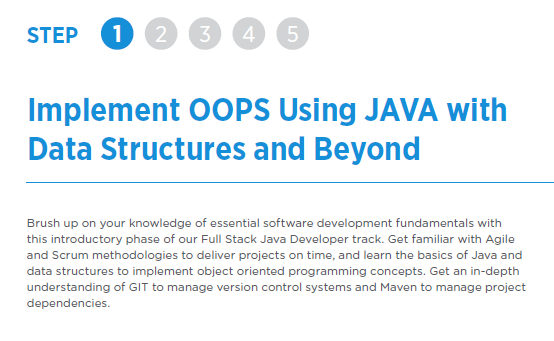 STEP 1 2 3 4 5
Implement OOPS Using JAVA with
Data Structures and Beyond
Brush up on your knowledge of essential software development fundamentals with
this introductory phase of our Full Stack Java Developer track. Get familiar with Agile
and Scrum methodologies to deliver projects on time, and learn the basics of Java and
data structures to implement object oriented programming concepts. Get an in-depth
understanding of GIT to manage version control systems and Maven to manage project
dependencies.